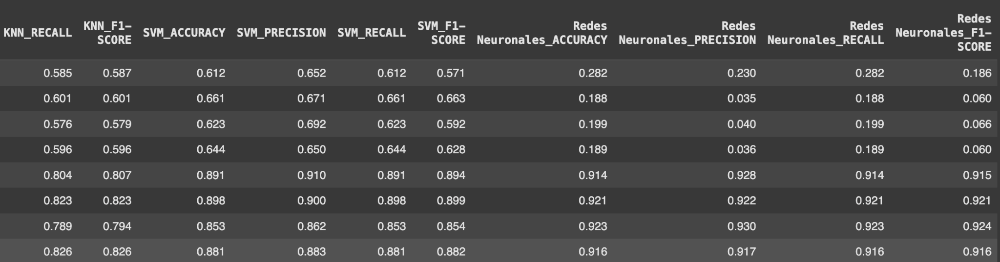 KNN_RECALL KNN_F1-SCORE SVM_ACCURACY SVM_PRECISION SVM_RECALL SVM_F1-SCORE Redes Neuronales_ACCURACY Redes Neuronales_PRECISION Redes Neuronales_RECALL Redes Neuronales_F1-SCORE
0.585 0.587 0.612 0.652 0.612 0.571 0.282 0.230 0.282 0.186
0.601 0.601 0.661 0.671 0.661 0.663 0.188 0.035 0.188 0.060
0.576 0.579 0.623 0.692 0.623 0.592 0.199 0.040 0.199 0.066
0.596 0.596 0.644 0.650 0.644 0.628 0.189 0.036 0.189 0.060
0.804 0.807 0.891 0.910 0.891 0.894 0.914 0.928 0.914 0.915
0.823 0.823 0.898 0.900 0.898 0.899 0.921 0.922 0.921 0.921
0.789 0.794 0.853 0.862 0.853 0.854 0.923 0.930 0.923 0.924
0.826 0.826 0.881 0.883 0.881 0.882 0.916 0.917 0.916 0.916